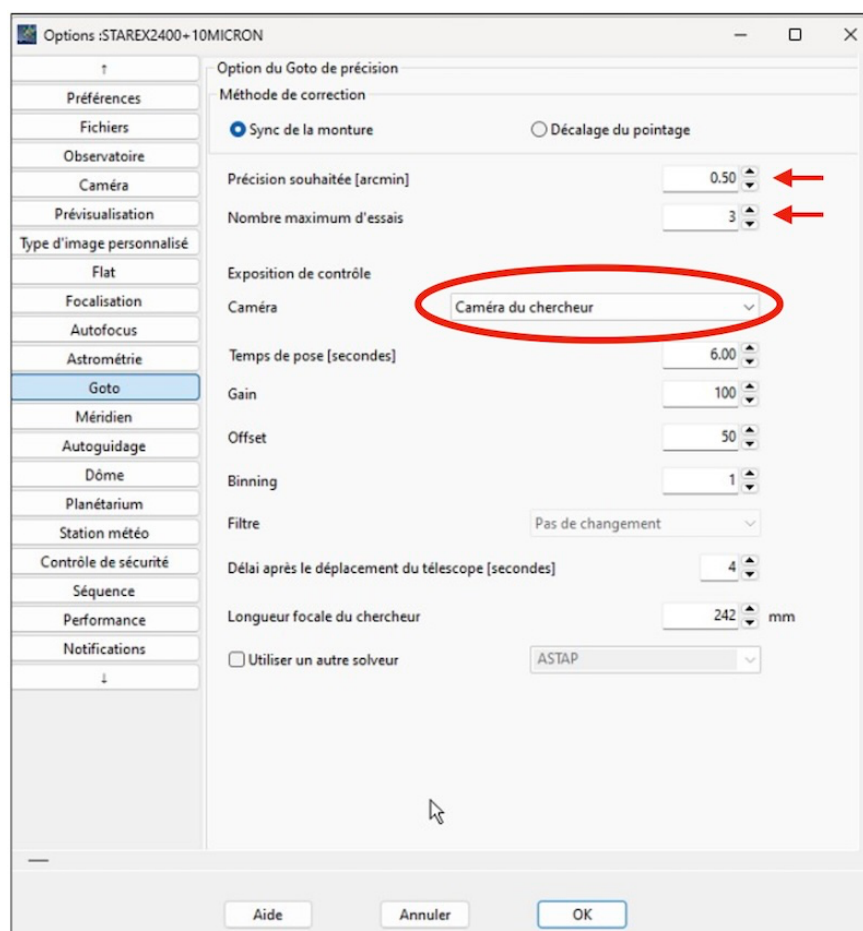 Options :STAREX2400+10MICRON
↑
Préférences
Fichiers
Observatoire
Caméra
Prévisualisation
Type d'image personnalisé
Flat
Focalisation
Autofocus
Astrométrie
Goto
Méridien
Autoguidage
Dôme
Planétarium
Station météo
Contrôle de sécurité
Séquence
Performance
Notifications
↓
Option du Goto de précision
Méthode de correction
Sync de la monture Décalage du pointage
Précision souhaitée [arcmin] 0.50
Nombre maximum d'essais 3
Exposition de contrôle
Caméra Caméra du chercheur
Temps de pose [secondes] 6.00
Gain 100
Offset 50
Binning 1
Filtre Pas de changement
Délai après le déplacement du télescope [secondes] 4
Longueur focale du chercheur 242 mm
Utiliser un autre solveur ASTAP
Aide Annuler OK